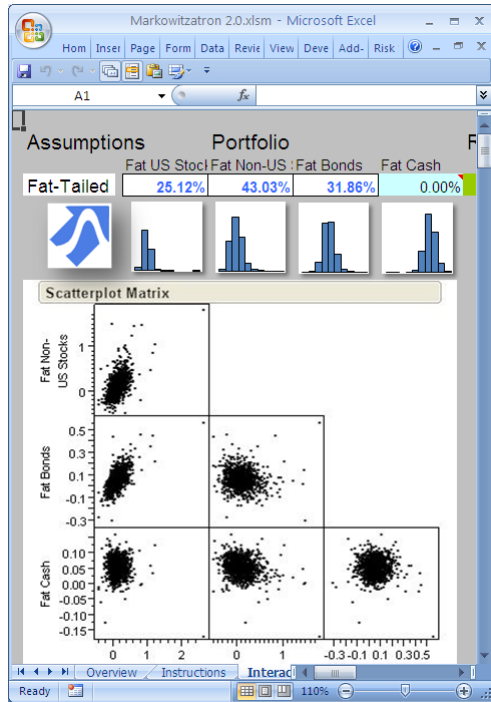 Markowitzatron 2.0.xlsm - Microsoft Excel
Hom Inser Page Form Data Revie View Deve Add- Risk
A1 fx
Assumptions Portfolio
Fat US Stocl Fat Non-US Fat Bonds Fat Cash
Fat-Tailed 25.12% 43.03% 31.86% 0.00%
Scatterplot Matrix
Fat Non-
US Stocks
1
0
Fat Bonds
0.5
0.3
0.1
-0.1
-0.3
Fat Cash
0.10
0.05
0.00
-0.05
-0.10
-0.15
0 1 2 0 1 -0.3-0.1 0.1 0.30.5
Overview Instructions Interac
Ready 110%